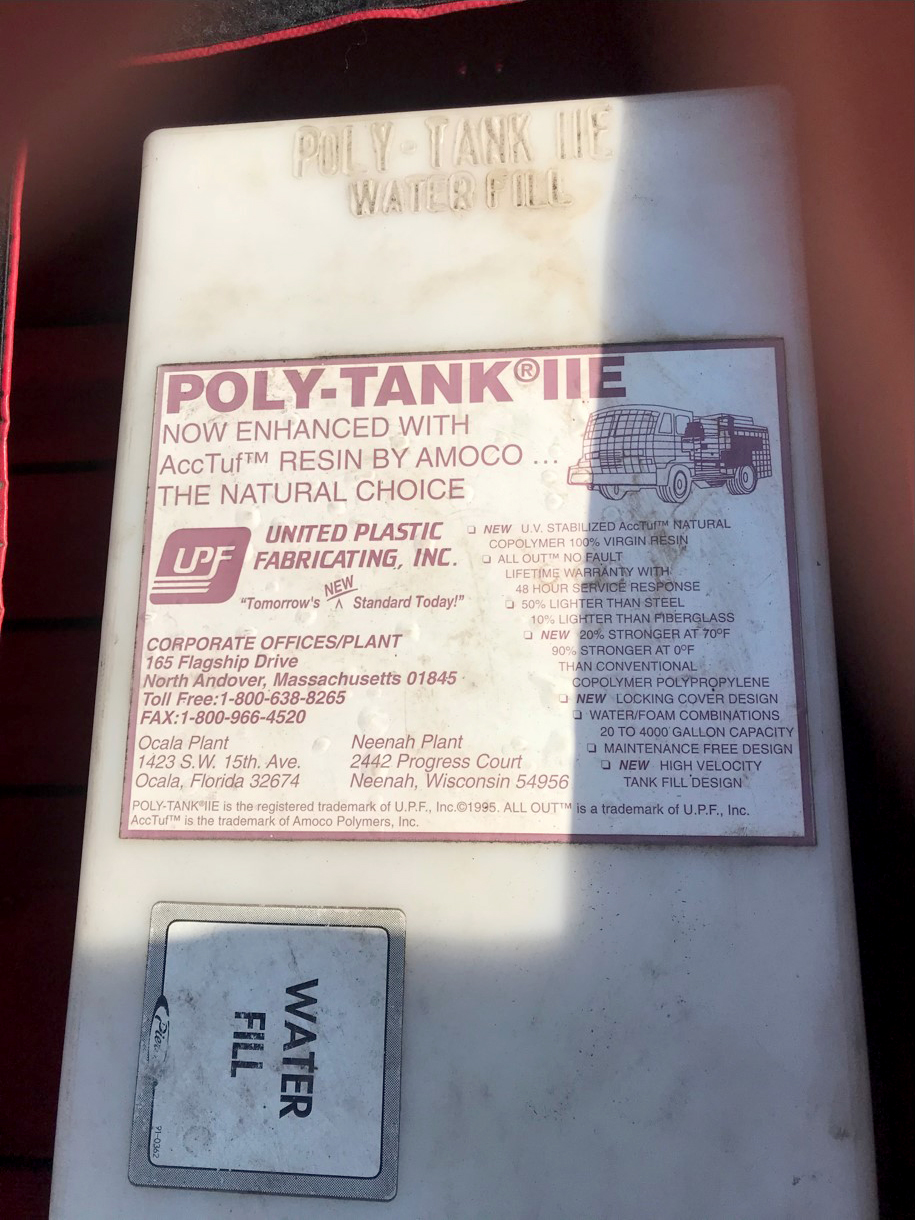 POLY-TANK IIE
WATER FILL
POLY-TANK®IIE
NOW ENHANCED WITH
AccTuf™ RESIN BY AMOCO ...
THE NATURAL CHOICE
UPF
UNITED PLASTIC
FABRICATING, INC.
NEW
"Tomorrow's ^ Standard Today!"
CORPORATE OFFICES/PLANT
165 Flagship Drive
North Andover, Massachusetts 01845
Toll Free:1-800-638-8265
FAX:1-800-966-4520
Ocala Plant
1423 S.W. 15th. Ave.
Ocala, Florida 32674
Neenah Plant
2442 Progress Court
Neenah, Wisconsin 54956
❏ NEW U.V. STABILIZED AccTuf™ NATURAL
COPOLYMER 100% VIRGIN RESIN
❏ ALL OUT™ NO FAULT
LIFETIME WARRANTY WITH
48 HOUR SERVICE RESPONSE
❏ 50% LIGHTER THAN STEEL
10% LIGHTER THAN FIBERGLASS
❏ NEW 20% STRONGER AT 70ºF
90% STRONGER AT 0ºF
THAN CONVENTIONAL
COPOLYMER POLYPROPYLENE
❏ NEW LOCKING COVER DESIGN
❏ WATER/FOAM COMBINATIONS
20 TO 4000 GALLON CAPACITY
❏ MAINTENANCE FREE DESIGN
❏ NEW HIGH VELOCITY
TANK FILL DESIGN
POLY-TANK®IIE is the registered trademark of U.P.F., Inc.©1995. ALL OUT™ is a trademark of U.P.F., Inc.
AccTuf™ is the trademark of Amoco Polymers, Inc.
WATER
FILL
91-0362